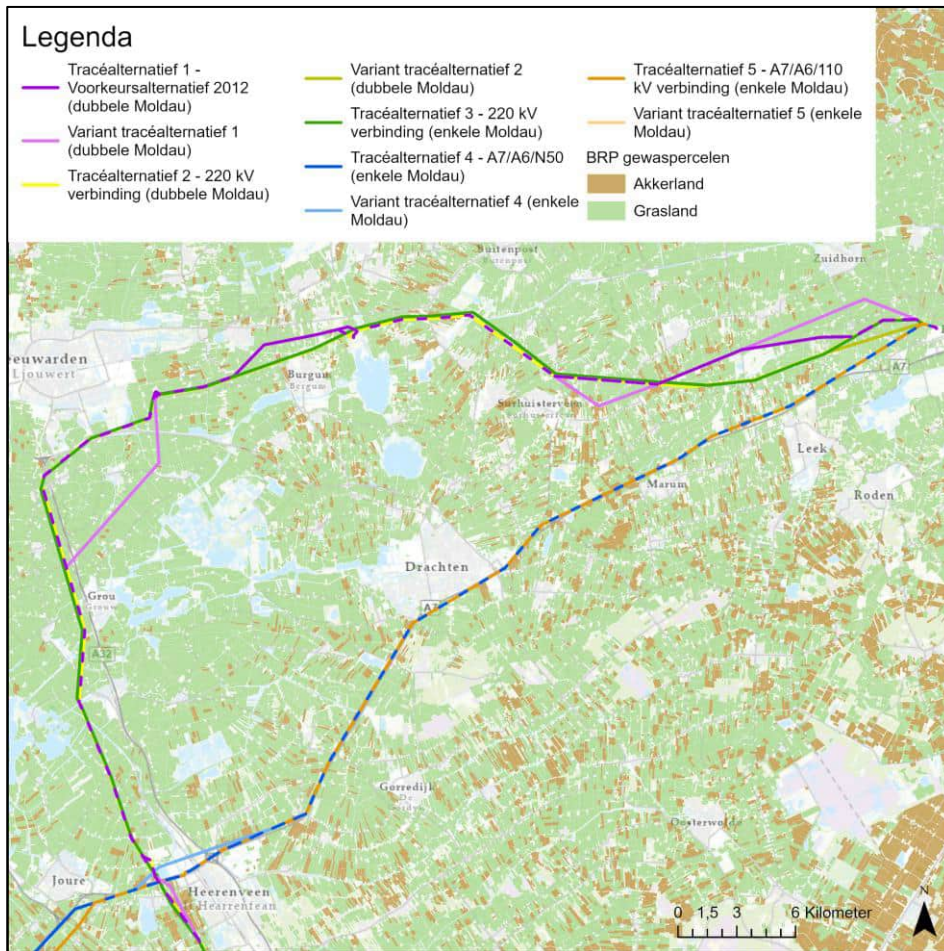 Legenda
Tracéalternatief 1 -
Voorkeursalternatief 2012
(dubbele Moldau)
Variant tracéalternatief 1
(dubbele Moldau)
Tracéalternatief 2 - 220 kV
verbinding (dubbele Moldau)
Variant tracéalternatief 2
(dubbele Moldau)
Tracéalternatief 3 - 220 kV
verbinding (enkele Moldau)
Tracéalternatief 4 - A7/A6/N50
(enkele Moldau)
Variant tracéalternatief 4 (enkele
Moldau)
Tracéalternatief 5 - A7/A6/110
kV verbinding (enkele Moldau)
Variant tracéalternatief 5 (enkele
Moldau)
BRP gewaspercelen
Akkerland
Grasland
Buitenpost
Zuidhorn
eeuwarden
Ljouwert
Burgum
Bergum
A7
Leek
Marum
Roden
Drachten
A7
Grou
Grouw
A32
Gorredijk
De
Oosterwolde
Joure
Heerenveen
It Hearrenfean
N
0 1,5 3 6 Kilometer